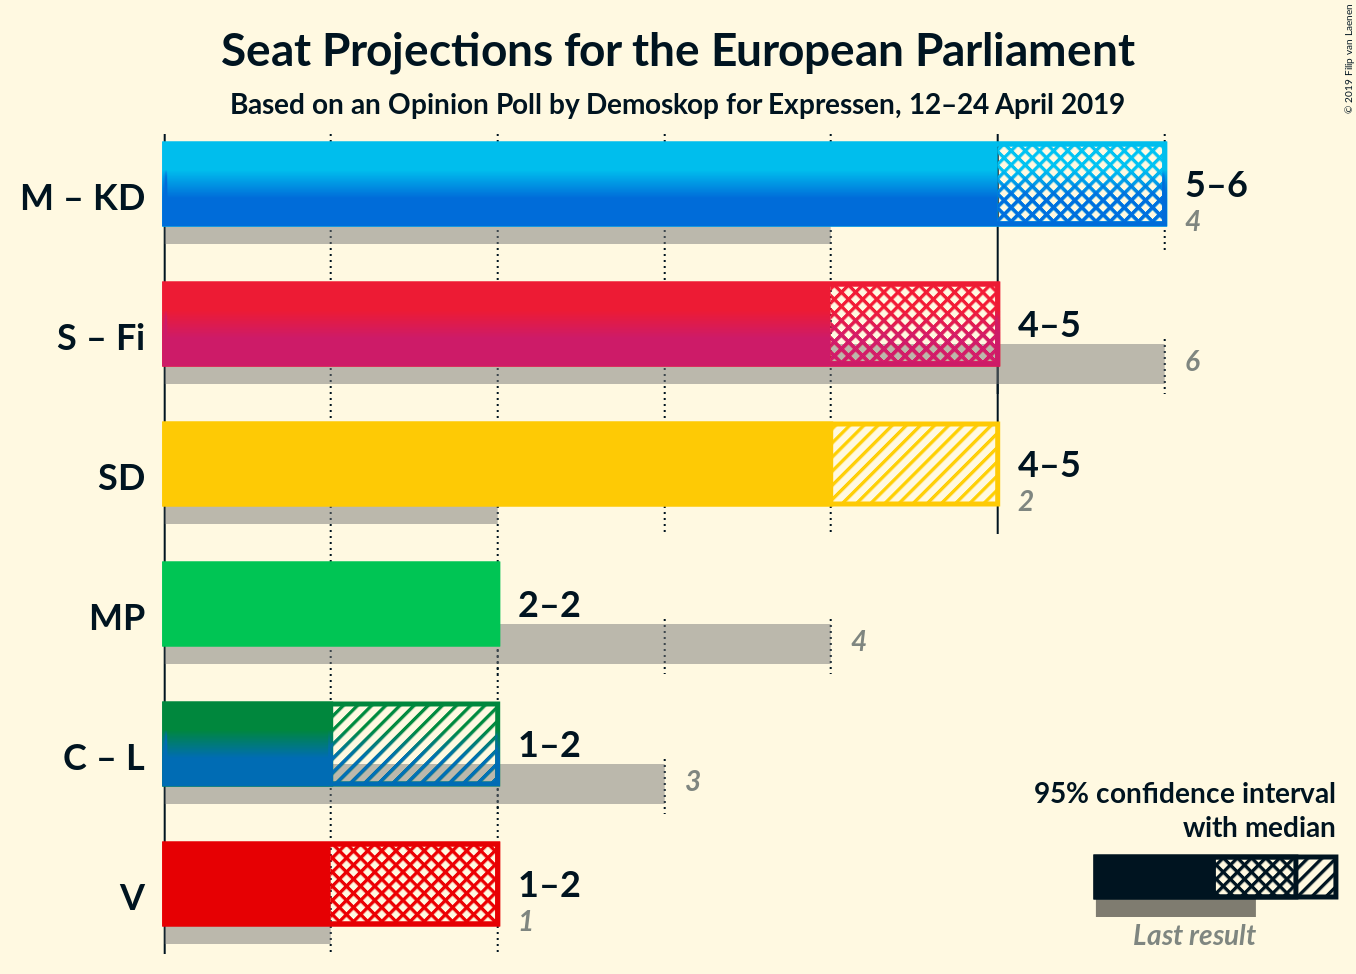 Seat Projections for the European Parliament
Based on an Opinion Poll by Demoskop for Expressen, 12–24 April 2019
© 2019 Filip van Laenen
M – KD
5–6
4
S – Fi
4–5
6
SD
4–5
2
MP
2–2
4
C – L
1–2
3
V
1–2
1
95% confidence interval
with median
Last result